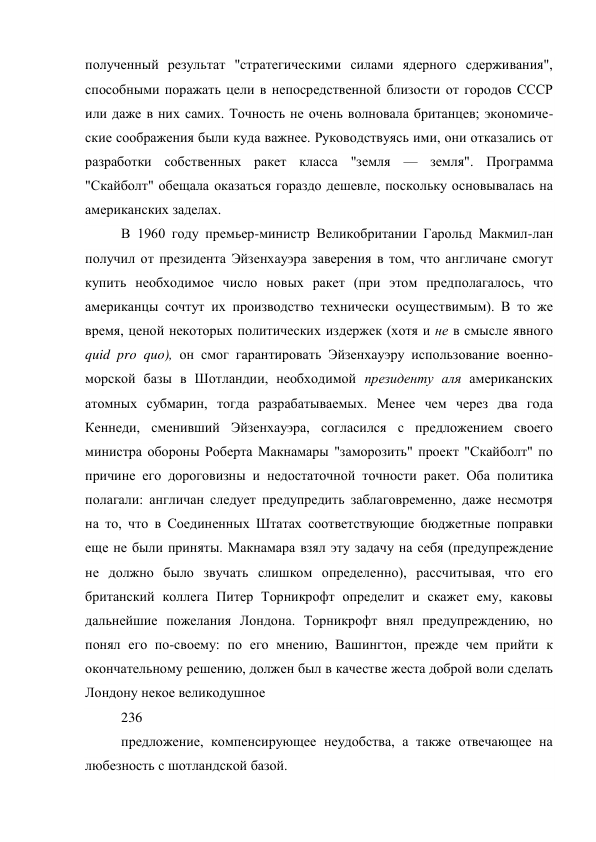 полученный результат "стратегическими силами ядерного сдерживания",
способными поражать цели в непосредственной близости от городов СССР
или даже в них самих. Точность не очень волновала британцев; экономиче-
ские соображения были куда важнее. Руководствуясь ими, они отказались от
разработки собственных ракет класса "земля — земля". Программа
"Скайболт" обещала оказаться гораздо дешевле, поскольку основывалась на
американских заделах.
В 1960 году премьер-министр Великобритании Гарольд Макмил-лан
получил от президента Эйзенхауэра заверения в том, что англичане смогут
купить необходимое число новых ракет (при этом предполагалось, что
американцы сочтут их производство технически осуществимым). В то же
время, ценой некоторых политических издержек (хотя и не в смысле явного
quid pro quo), он смог гарантировать Эйзенхауэру использование военно-
морской базы в Шотландии, необходимой президенту аля американских
атомных субмарин, тогда разрабатываемых. Менее чем через два года
Кеннеди, сменивший Эйзенхауэра, согласился с предложением своего
министра обороны Роберта Макнамары "заморозить" проект "Скайболт" по
причине его дороговизны и недостаточной точности ракет. Оба политика
полагали: англичан следует предупредить заблаговременно, даже несмотря
на то, что в Соединенных Штатах соответствующие бюджетные поправки
еще не были приняты. Макнамара взял эту задачу на себя (предупреждение
не должно было звучать слишком определенно), рассчитывая, что его
британский коллега Питер Торникрофт определит и скажет ему, каковы
дальнейшие пожелания Лондона. Торникрофт внял предупреждению, но
понял его по-своему: по его мнению, Вашингтон, прежде чем прийти к
окончательному решению, должен был в качестве жеста доброй воли сделать
Лондону некое великодушное
236
предложение, компенсирующее неудобства, а также отвечающее на
любезность с шотландской базой.